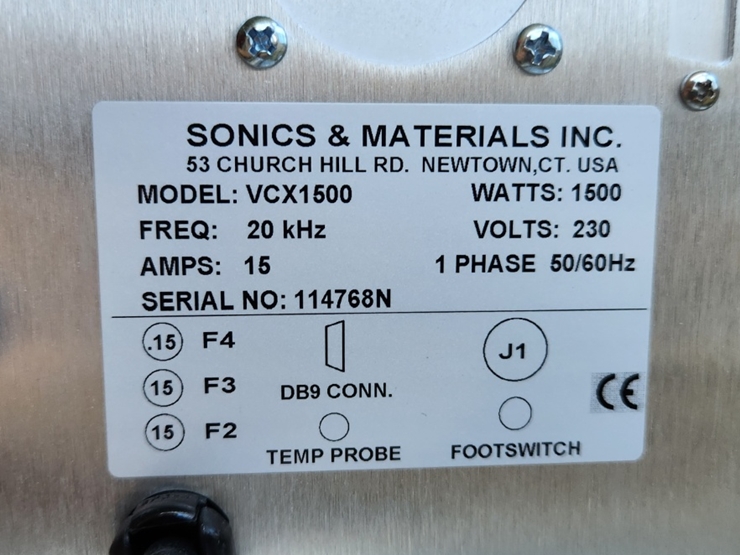 SONICS & MATERIALS INC.
53 CHURCH HILL RD. NEWTOWN,CT. USA
MODEL: VCX1500 WATTS: 1500
FREQ: 20 kHz VOLTS: 230
AMPS: 15 1 PHASE 50/60Hz
SERIAL NO: 114768N
.15 F4 J1
15 F3 DB9 CONN. CE
15 F2
TEMP PROBE FOOTSWITCH